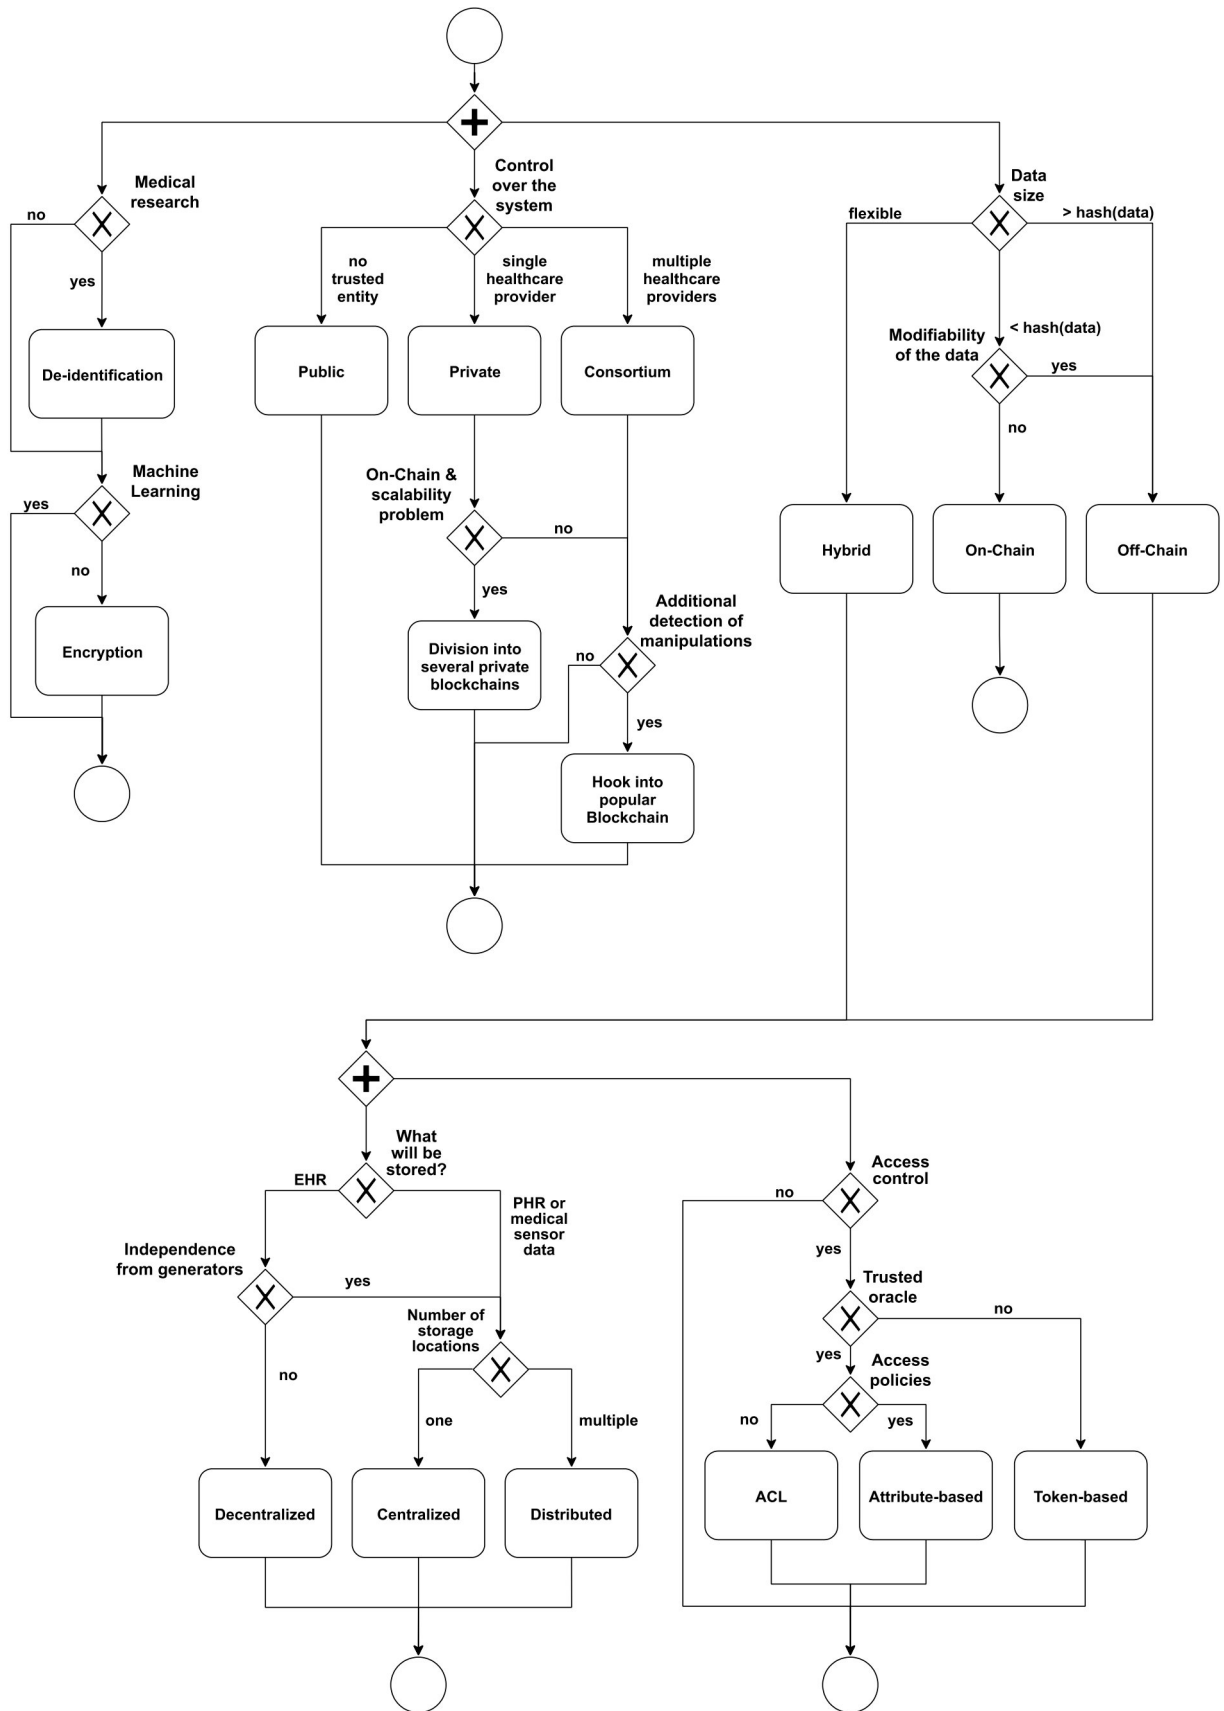 Medical
research
no
yes
De-identification
Machine
Learning
yes
no
Encryption
Control
over the
system
no
trusted
entity
single
healthcare
provider
multiple
healthcare
providers
Public
Private
Consortium
On-Chain &
scalability
problem
no
yes
Division into
several private
blockchains
Additional
detection of
manipulations
no
yes
Hook into
popular
Blockchain
Data
size
flexible
> hash(data)
< hash(data)
Modifiability
of the data
yes
no
Hybrid
On-Chain
Off-Chain
What
will be
stored?
EHR
PHR or
medical
sensor
data
Independence
from generators
yes
no
Number of
storage
locations
one
multiple
Decentralized
Centralized
Distributed
Access
control
no
yes
Trusted
oracle
no
yes
Access
policies
no
yes
ACL
Attribute-based
Token-based